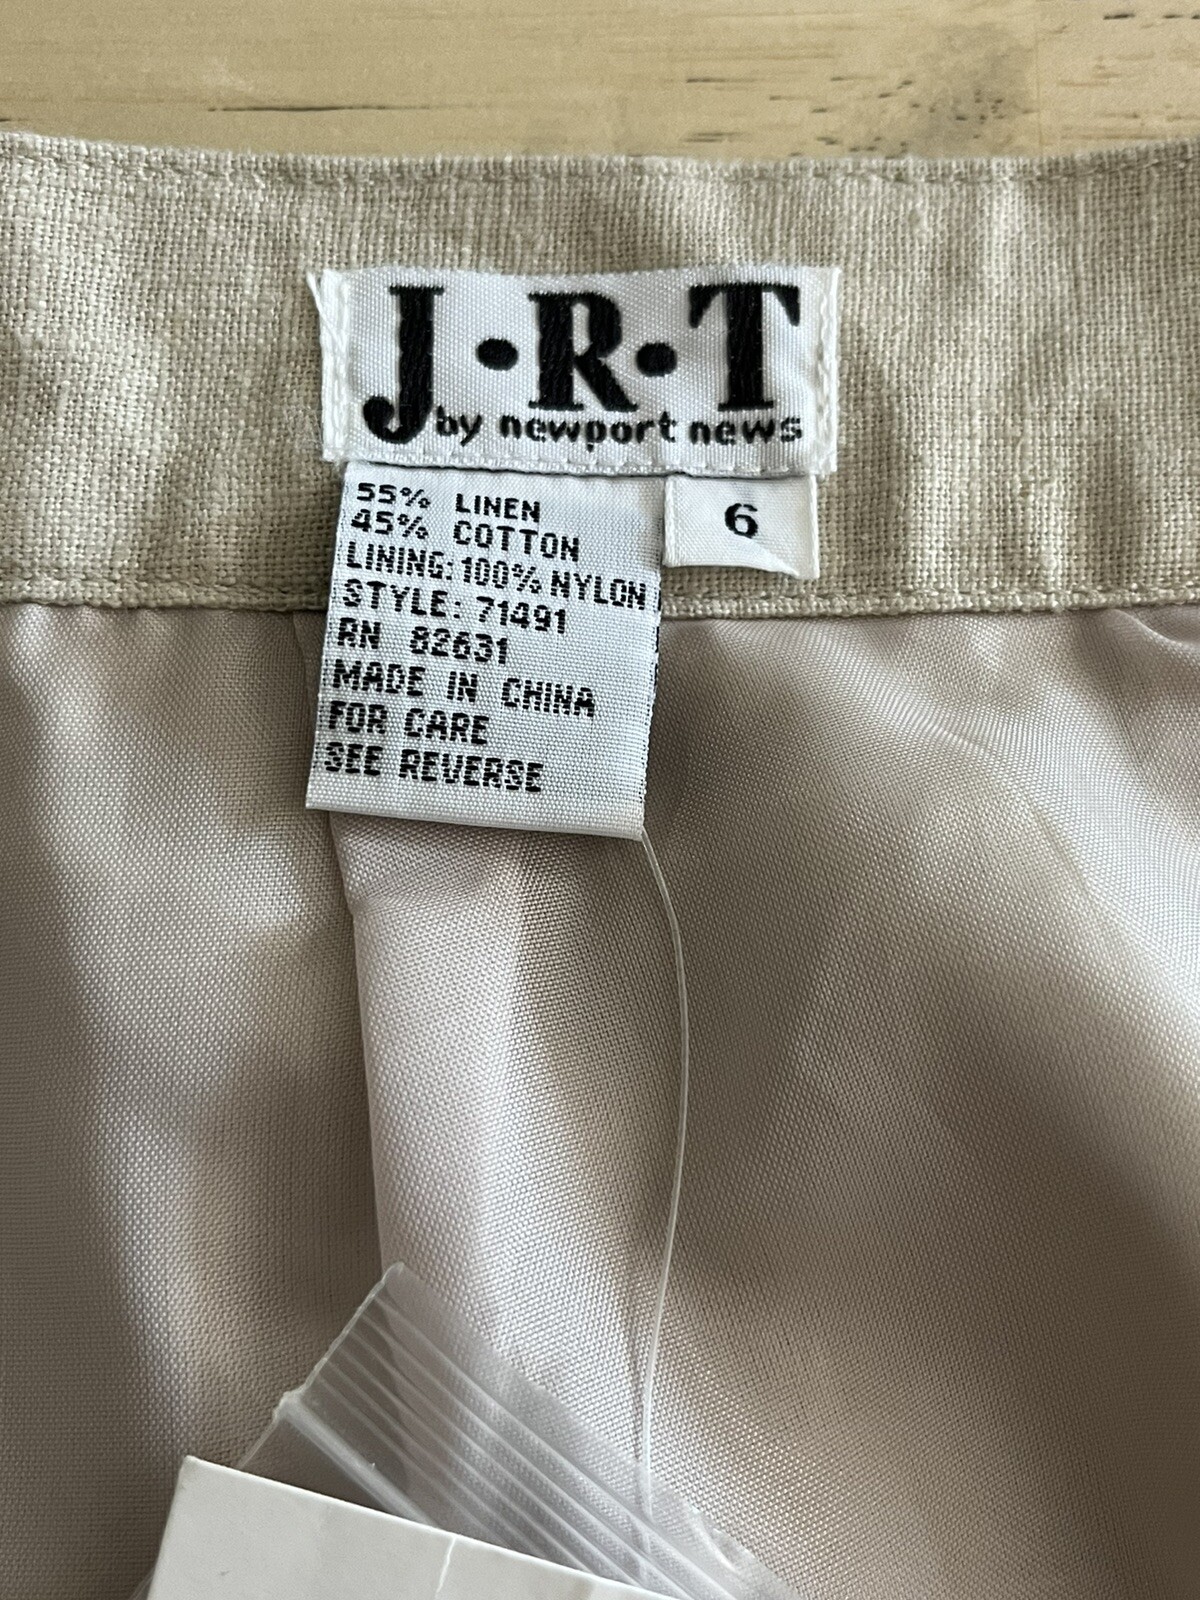 J·R·T
by newport news
6
55% LINEN
45% COTTON
LINING: 100% NYLON
STYLE: 71491
RN 82631
MADE IN CHINA
FOR CARE
SEE REVERSE